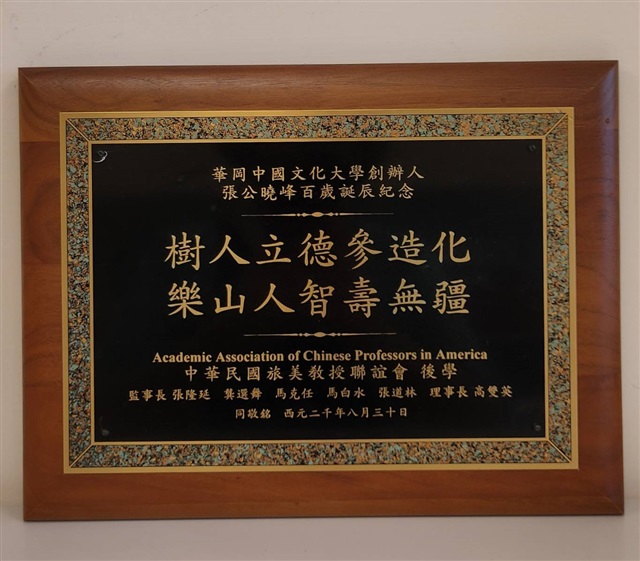 華岡中國文化大學創辦人
張公曉峰百歲誕辰紀念
樹人立德參造化
樂山人智壽無疆
Academic Association of Chinese Professors in America
中華民國旅美教授聯誼會 後學
監事長 張隆延 龔選舞 馬克任 馬白水 張道林 理事長 高雙英
同敬銘 西元二千年八月三十日